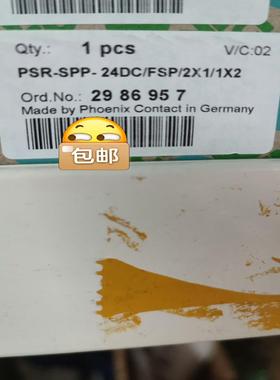 Qty.: 1 pcs V/C:02
PSR-SPP- 24DC/FSP/2X1/1X2
Ord.No.: 29 86 95 7
Made by Phoenix Contact in Germany
包邮